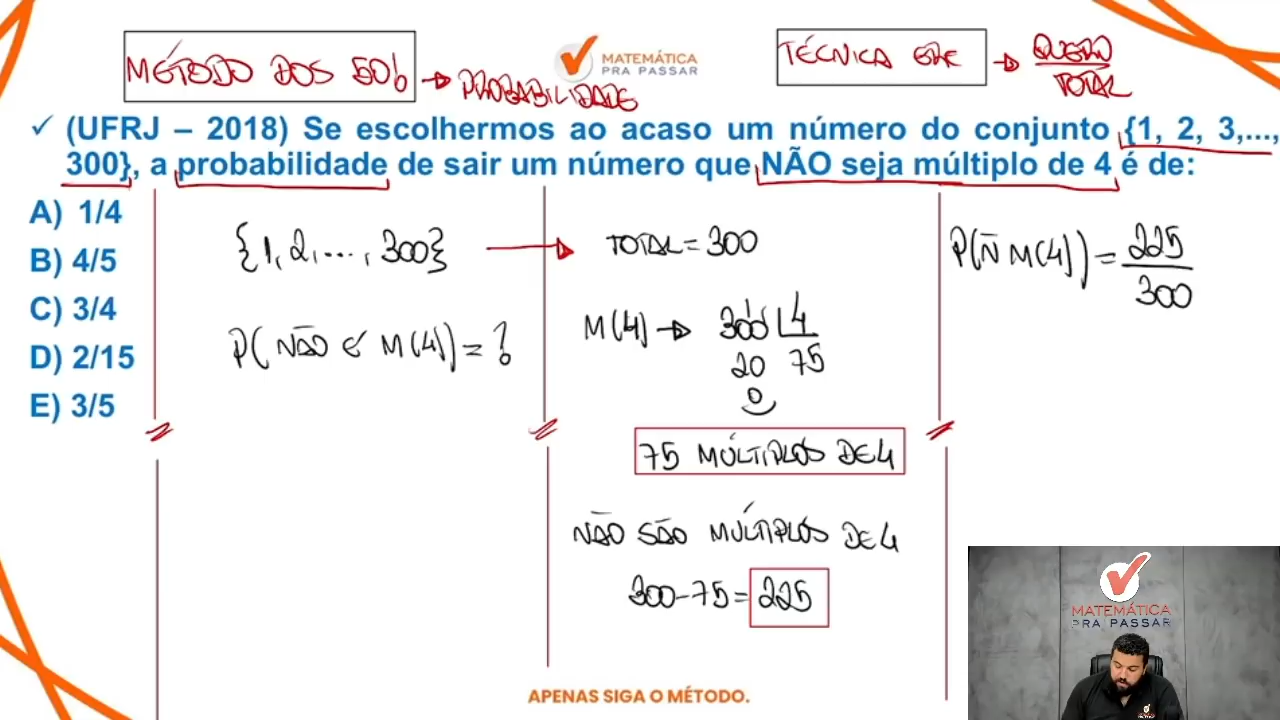 MÉTODO DOS 50%
PROBABILIDADE
MATEMÁTICA
PRA PASSAR
TÉCNICA
QUERO
TOTAL
✓ (UFRJ – 2018) Se escolhermos ao acaso um número do conjunto {1, 2, 3,...,
300}, a probabilidade de sair um número que NÃO seja múltiplo de 4 é de:
A) 1/4
B) 4/5
C) 3/4
D) 2/15
E) 3/5
{1, 2, ..., 300}
P(NÃO É M(4)) = ?
TOTAL = 300
M(4) → 300 4
20 75
0
75 MÚLTIPLOS DE 4
NÃO SÃO MÚLTIPLOS DE 4
300 - 75 = 225
P(Ñ M(4)) = 225
300
MATEMÁTICA
PRA PASSAR
APENAS SIGA O MÉTODO.